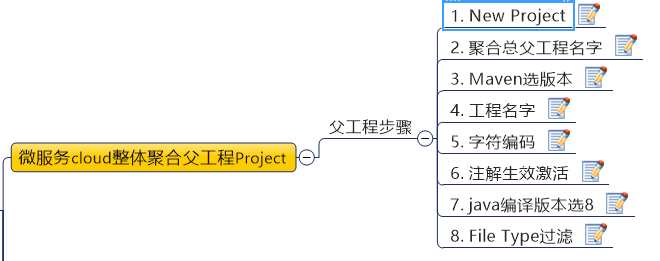 1. New Project
2. 聚合总父工程名字
3. Maven选版本
4. 工程名字
5. 字符编码
6. 注解生效激活
7. java编译版本选8
8. File Type过滤
父工程步骤
微服务cloud整体聚合父工程Project